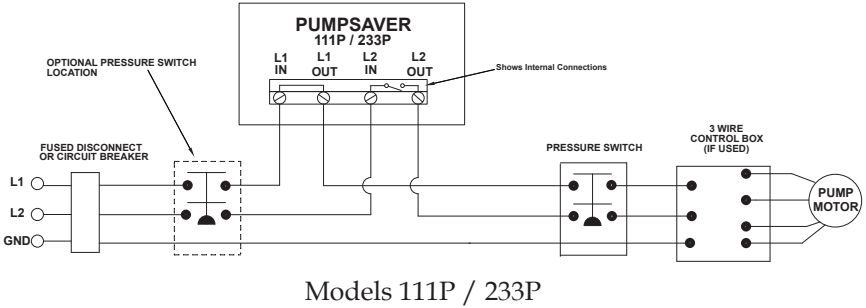 PUMPSAVER
111P / 233P
L1 L1 L2 L2
IN OUT IN OUT
OPTIONAL PRESSURE SWITCH
LOCATION
Shows Internal Connections
FUSED DISCONNECT
OR CIRCUIT BREAKER
PRESSURE SWITCH
3 WIRE
CONTROL BOX
(IF USED)
L1
L2
GND
PUMP
MOTOR
Models 111P / 233P